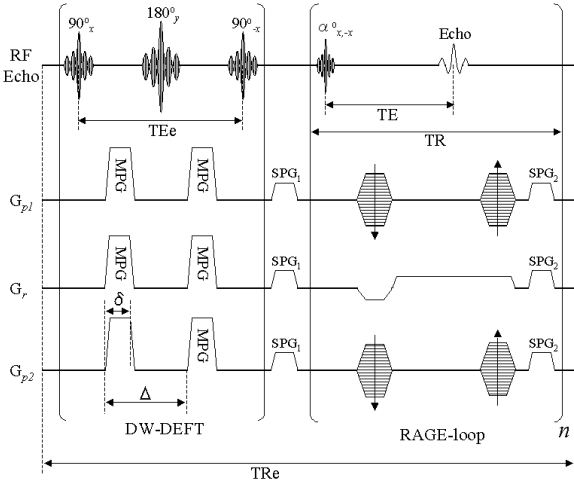 90°x 180°y 90°-x α°x,-x Echo
RF
Echo
TEe TE
TR
MPG MPG SPG1 SPG2
Gp1
MPG MPG SPG1 SPG2
Gr
δ
MPG SPG1 SPG2
Gp2
Δ
DW-DEFT RAGE-loop n
TRe